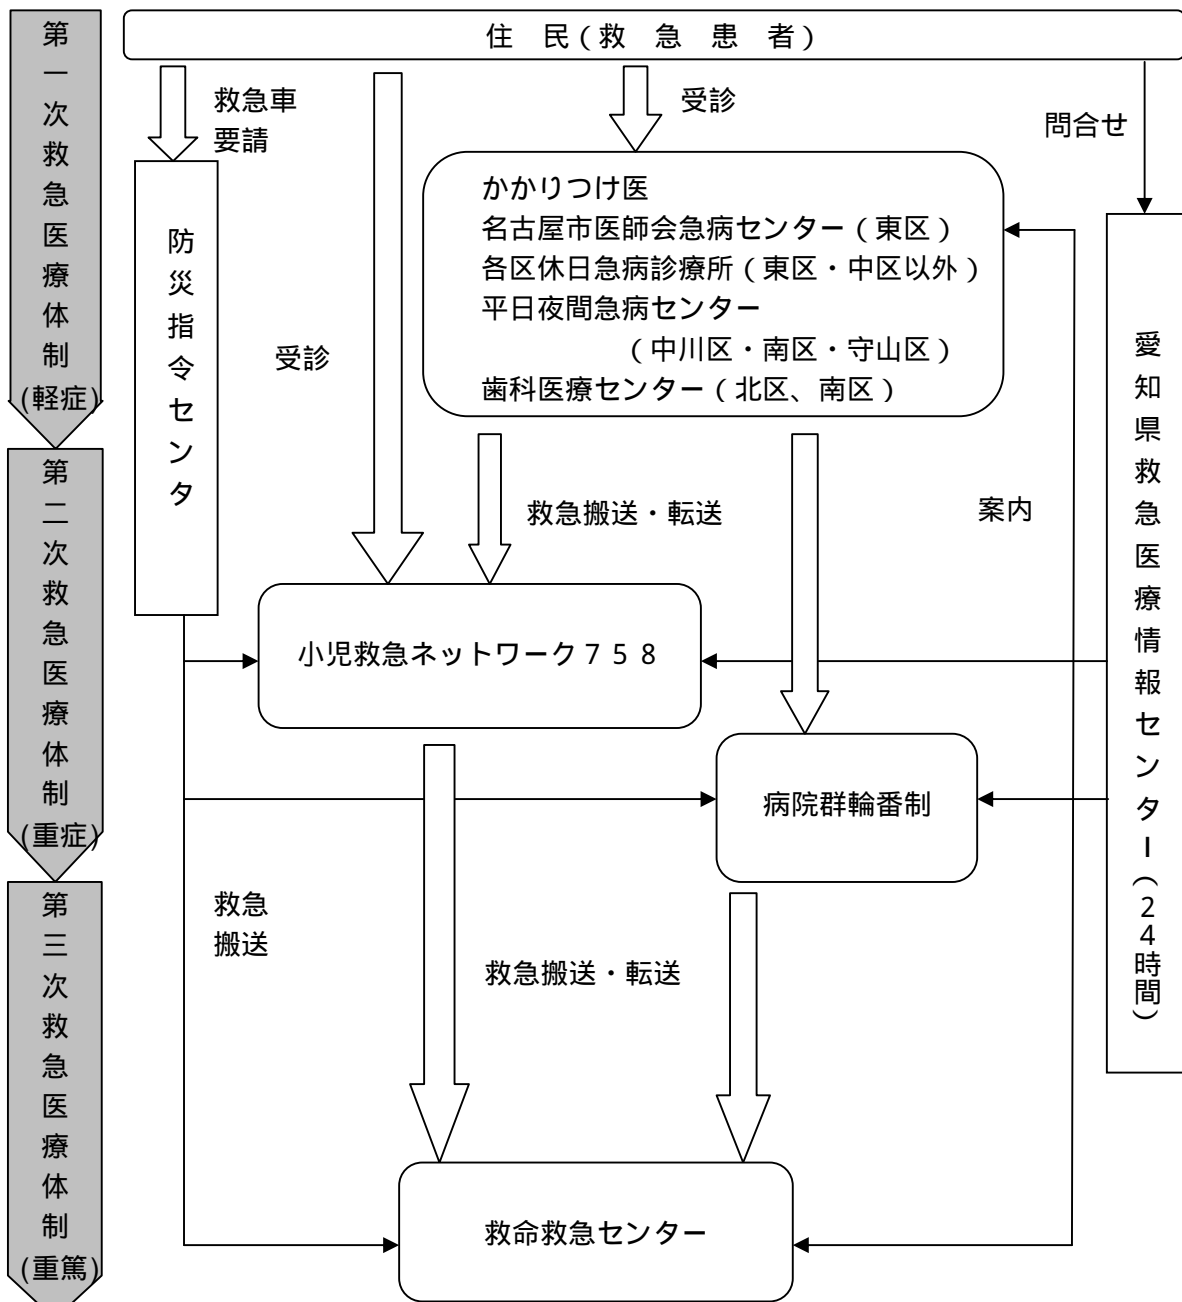 住　民（救　急　患　者）
第一次救急医療体制
(軽症)
救急車
要請
受診
問合せ
かかりつけ医
名古屋市医師会急病センター（東区）
各区休日急病診療所（東区・中区以外）
平日夜間急病センター
（中川区・南区・守山区）
歯科医療センター（北区、南区）
防災指令センタ
受診
愛知県救急医療情報センター（24時間）
第二次救急医療体制
(重症)
救急搬送・転送
案内
小児救急ネットワーク７５８
病院群輪番制
第三次救急医療体制
(重篤)
救急
搬送
救急搬送・転送
救命救急センター